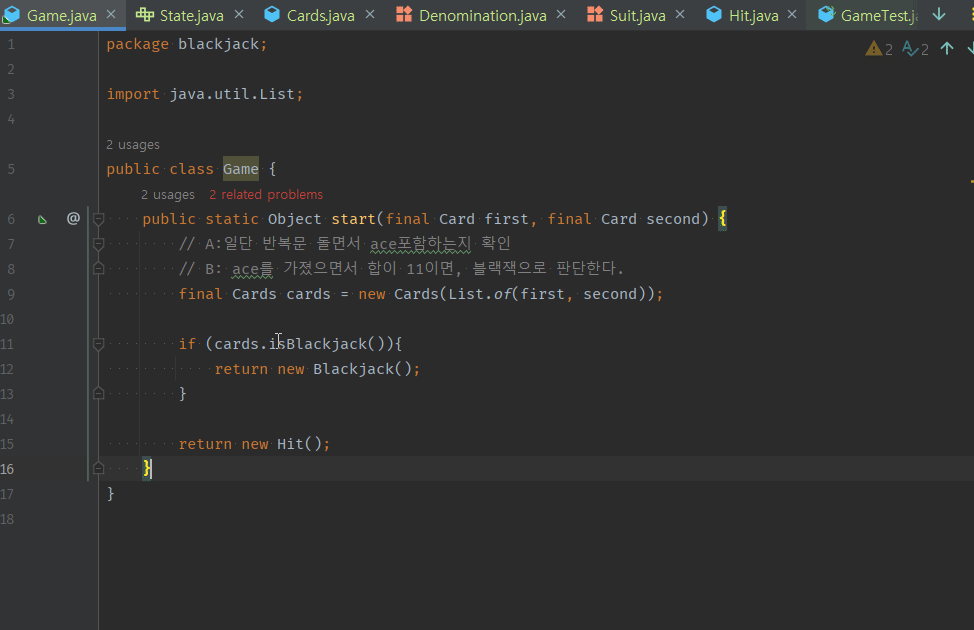 Game.java State.java Cards.java Denomination.java Suit.java Hit.java GameTest.j
2 2
1 package blackjack;
2
3 import java.util.List;
4
2 usages
5 public class Game {
2 usages 2 related problems
6 @ public static Object start(final Card first, final Card second) {
7 // A:일단 반복문 돌면서 ace포함하는지 확인
8 // B: ace를 가졌으면서 합이 11이면, 블랙잭으로 판단한다.
9 final Cards cards = new Cards(List.of(first, second));
10
11 if (cards.isBlackjack()){
12 return new Blackjack();
13 }
14
15 return new Hit();
16 }
17 }
18